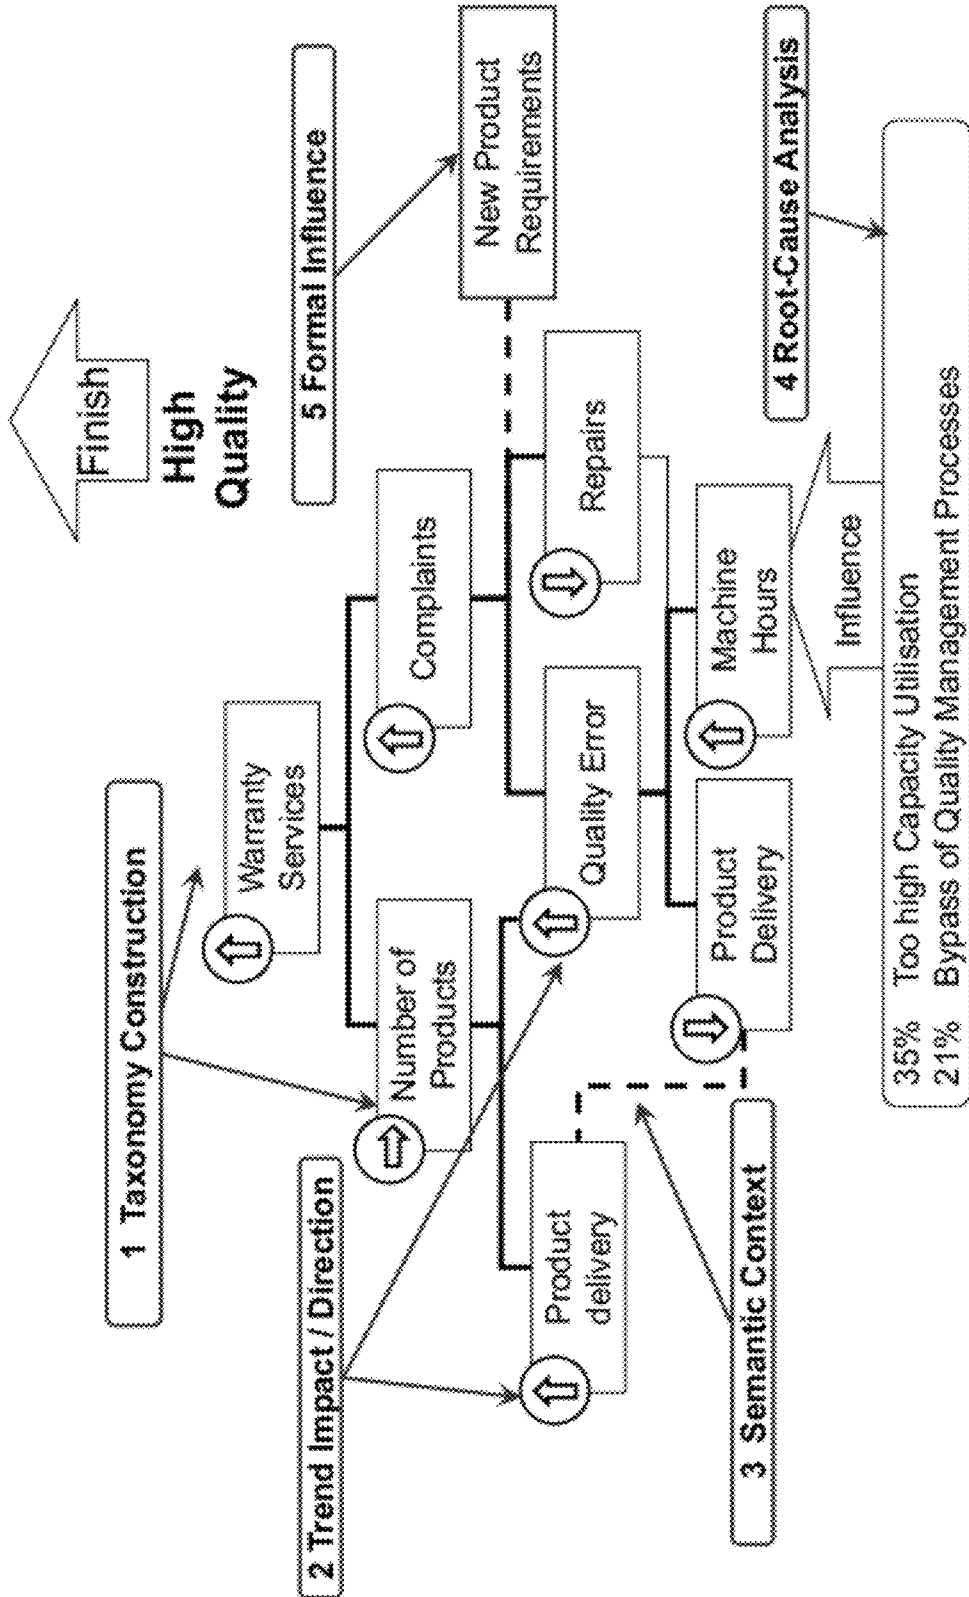 Finish
High
Quality
1 Taxonomy Construction
Warranty
Services
2 Trend Impact / Direction
5 Formal Influence
Number of
Products
Complaints
New Product
Requirements
Product
delivery
Quality Error
Repairs
Product
Delivery
Machine
Hours
3 Semantic Context
4 Root-Cause Analysis
Influence
35% Too high Capacity Utilisation
21% Bypass of Quality Management Processes